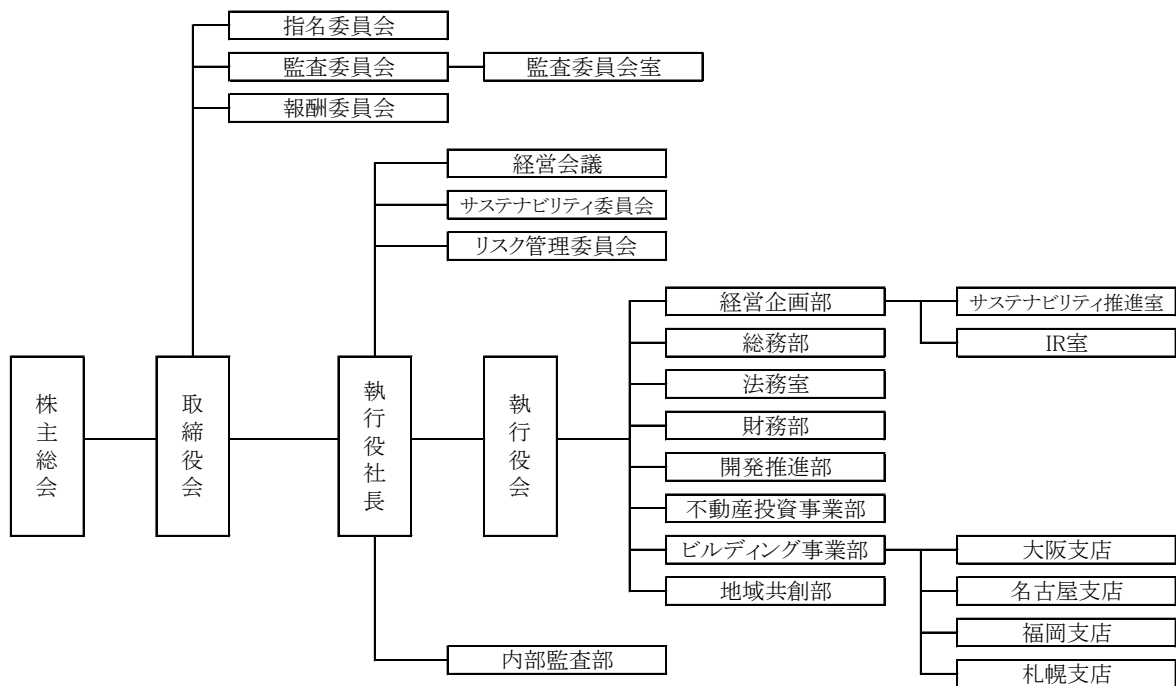 指名委員会
監査委員会
監査委員会室
報酬委員会
経営会議
サステナビリティ委員会
リスク管理委員会
株主総会
取締役会
執行役社長
執行役会
経営企画部
サステナビリティ推進室
IR室
総務部
法務室
財務部
開発推進部
不動産投資事業部
ビルディング事業部
大阪支店
名古屋支店
福岡支店
札幌支店
地域共創部
内部監査部